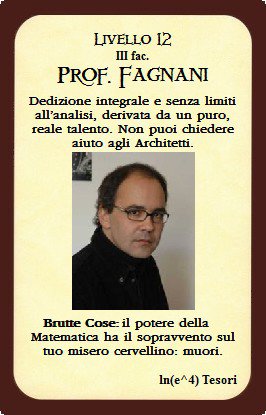 Livello 12
III fac.
Prof. Fagnani
Dedizione integrale e senza limiti
all'analisi, derivata da un puro,
reale talento. Non puoi chiedere
aiuto agli Architetti.
Brutte Cose: il potere della
Matematica ha il sopravvento sul
tuo misero cervellino: muori.
ln(e^4) Tesori